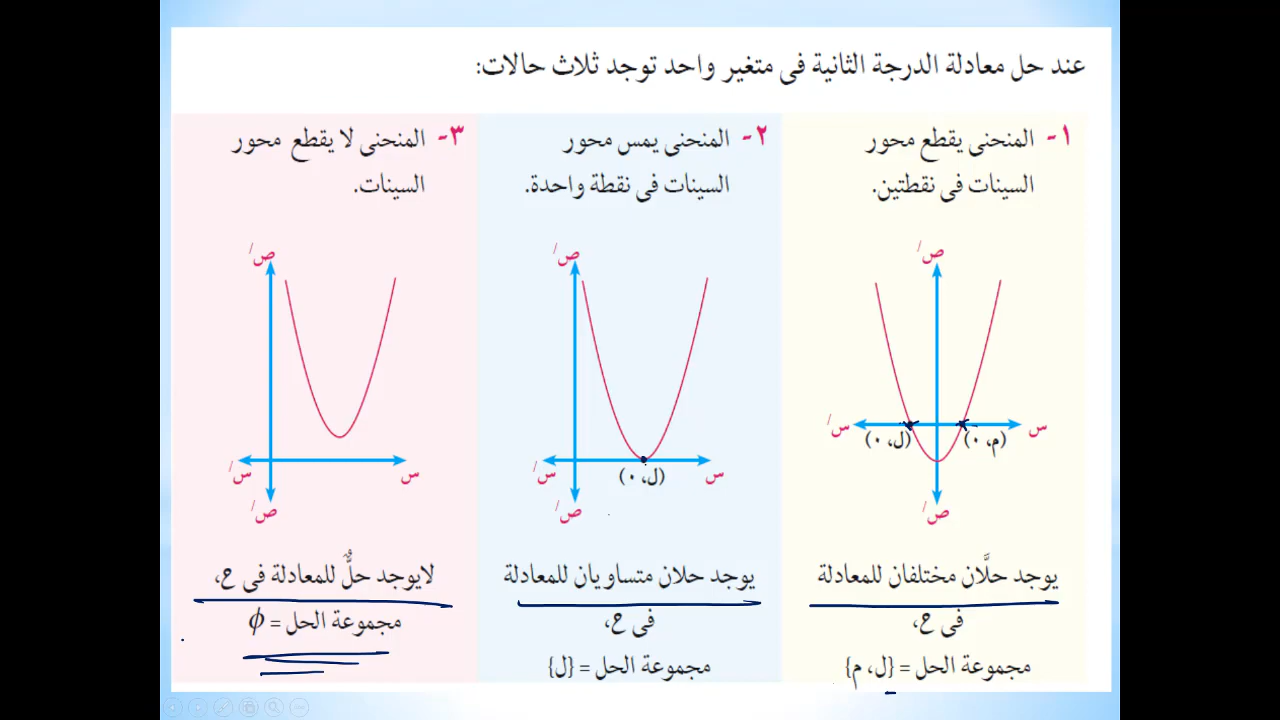 عند حل معادلة الدرجة الثانية فى متغير واحد توجد ثلاث حالات:
١- المنحنى يقطع محور
السينات فى نقطتين.
ص/
س
س/
(م، ٠)
(ل، ٠)
ص/
يوجد حلَّان مختلفان للمعادلة
فى ح،
مجموعة الحل = {ل، م}
٢- المنحنى يمس محور
السينات فى نقطة واحدة.
ص/
س
س/
(ل، ٠)
ص/
يوجد حلان متساويان للمعادلة
فى ح،
مجموعة الحل = {ل}
٣- المنحنى لا يقطع محور
السينات.
ص/
س
س/
ص/
لايوجد حلٌّ للمعادلة فى ح،
مجموعة الحل = ϕ